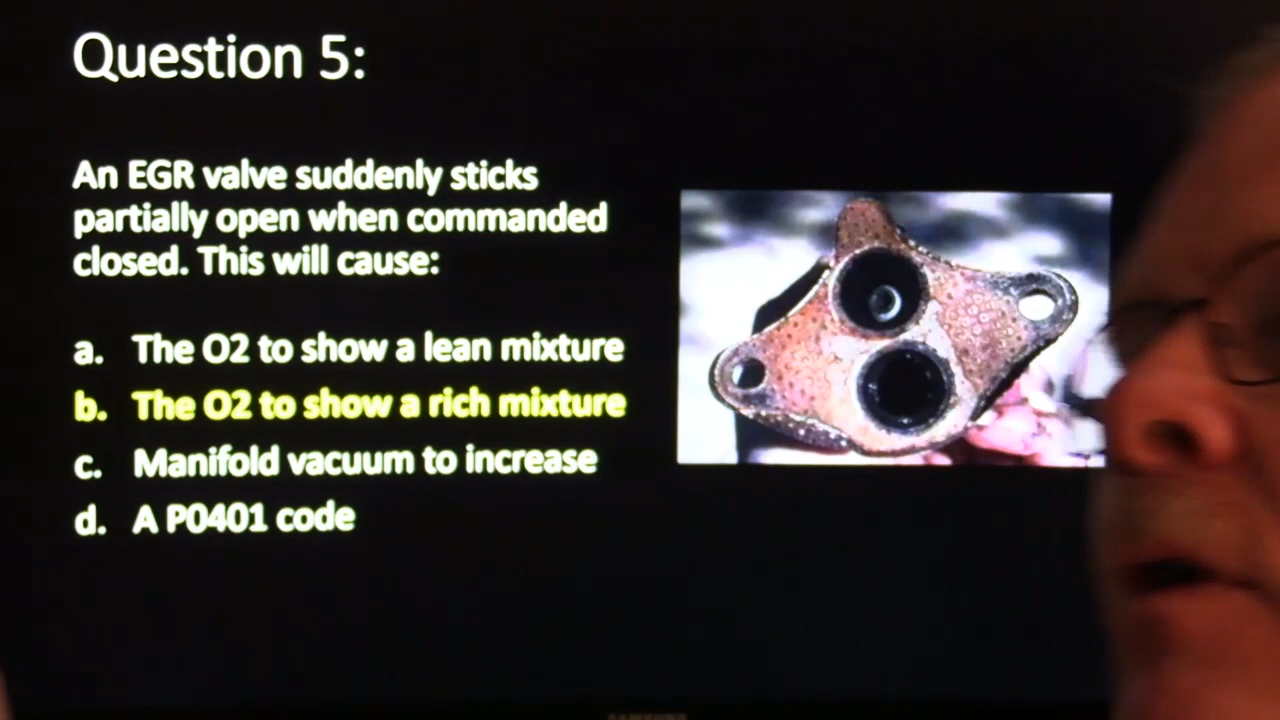 Question 5:
An EGR valve suddenly sticks
partially open when commanded
closed. This will cause:
a. The O2 to show a lean mixture
b. The O2 to show a rich mixture
c. Manifold vacuum to increase
d. A P0401 code
SAMSUNG